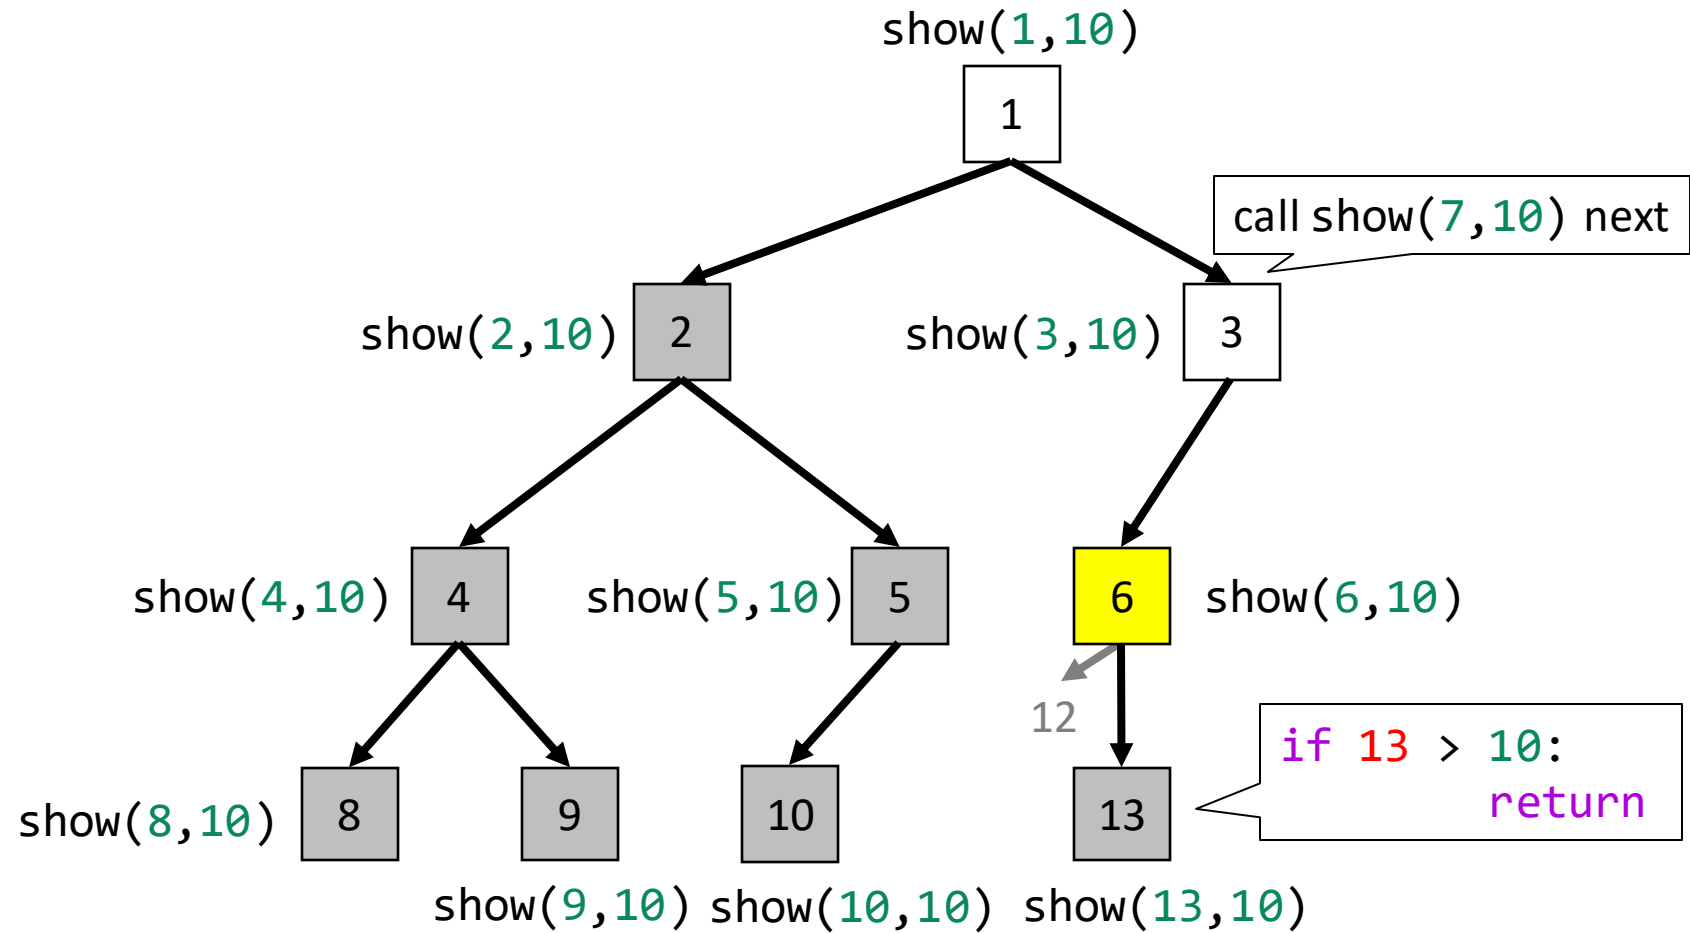 show(1,10)
1
call show(7,10) next
show(2,10)
2
show(3,10)
3
show(4,10)
4
show(5,10)
5
6
show(6,10)
12
if 13 > 10:
return
show(8,10)
8
9
10
13
show(9,10)
show(10,10)
show(13,10)